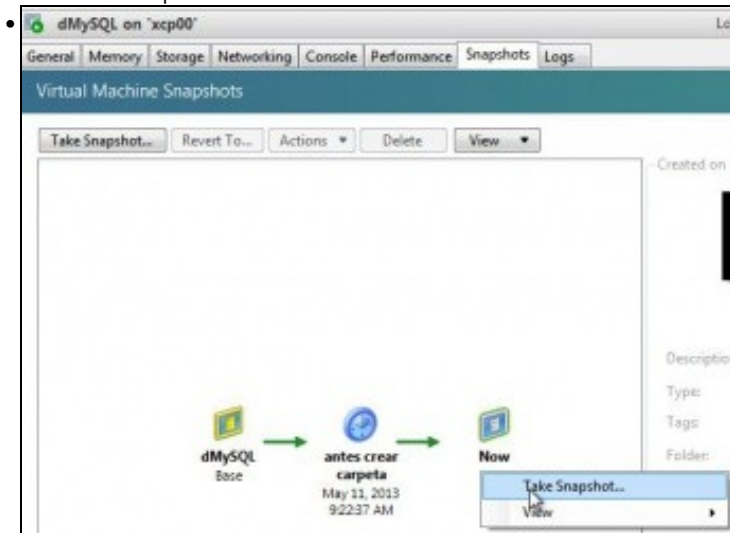 dMySQL on 'xcp00'
General Memory Storage Networking Console Performance Snapshots Logs
Virtual Machine Snapshots
Take Snapshot... Revert To... Actions Delete View
Created on
Description
Type:
Tags:
Folder:
dMySQL
Base
antes crear
carpeta
May 11, 2013
9:22:37 AM
Now
Take Snapshot...
View